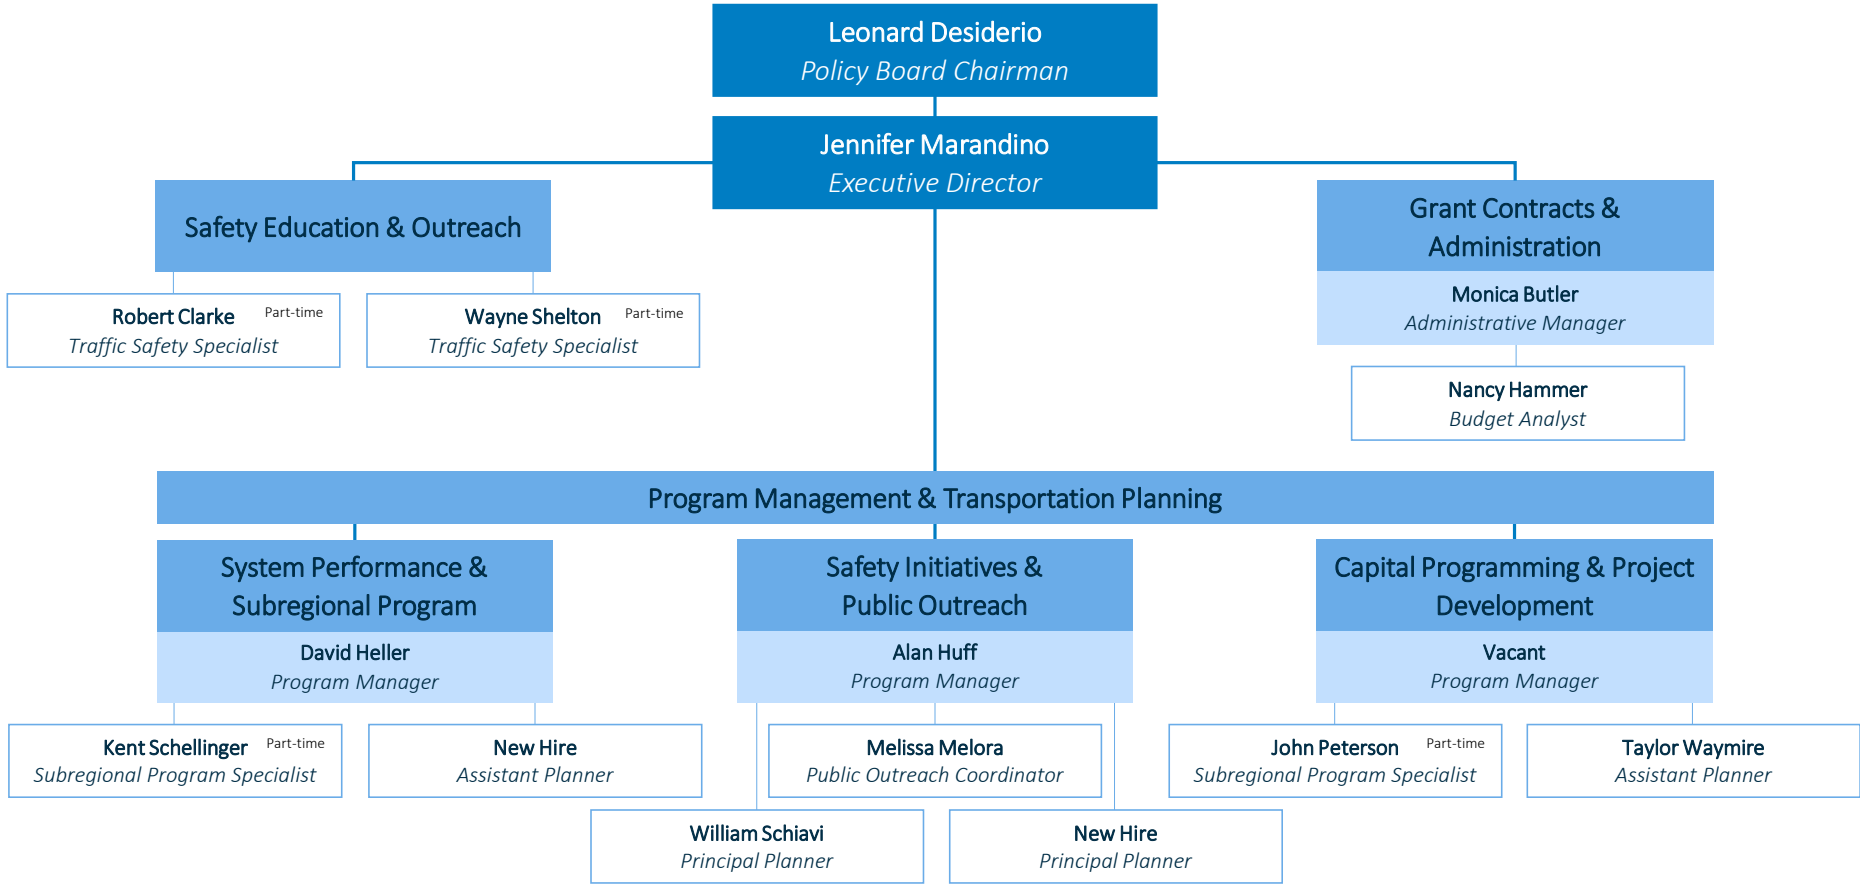 Leonard Desiderio
Policy Board Chairman
Jennifer Marandino
Executive Director
Safety Education & Outreach
Robert Clarke Part-time
Traffic Safety Specialist
Wayne Shelton Part-time
Traffic Safety Specialist
Grant Contracts &
Administration
Monica Butler
Administrative Manager
Nancy Hammer
Budget Analyst
Program Management & Transportation Planning
System Performance &
Subregional Program
David Heller
Program Manager
Kent Schellinger Part-time
Subregional Program Specialist
New Hire
Assistant Planner
Safety Initiatives &
Public Outreach
Alan Huff
Program Manager
Melissa Melora
Public Outreach Coordinator
William Schiavi
Principal Planner
New Hire
Principal Planner
Capital Programming & Project
Development
Vacant
Program Manager
John Peterson Part-time
Subregional Program Specialist
Taylor Waymire
Assistant Planner